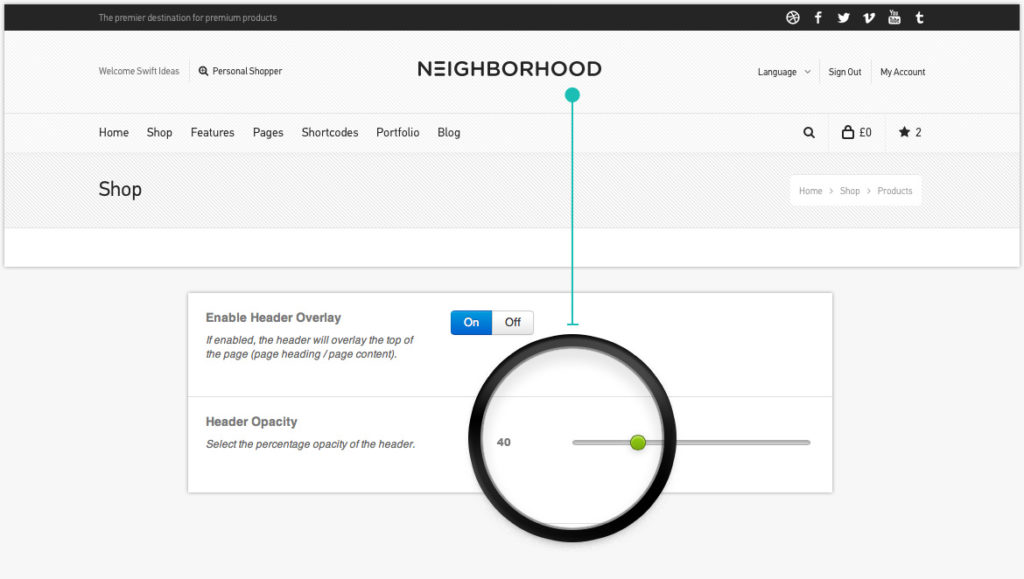 The premier destination for premium products
You Tube
Welcome Swift Ideas Personal Shopper NEIGHBORHOOD Language Sign Out My Account
Home Shop Features Pages Shortcodes Portfolio Blog £0 2
Shop Home > Shop > Products
Enable Header Overlay On Off
If enabled, the header will overlay the top of
the page (page heading / page content).
Header Opacity
Select the percentage opacity of the header. 40